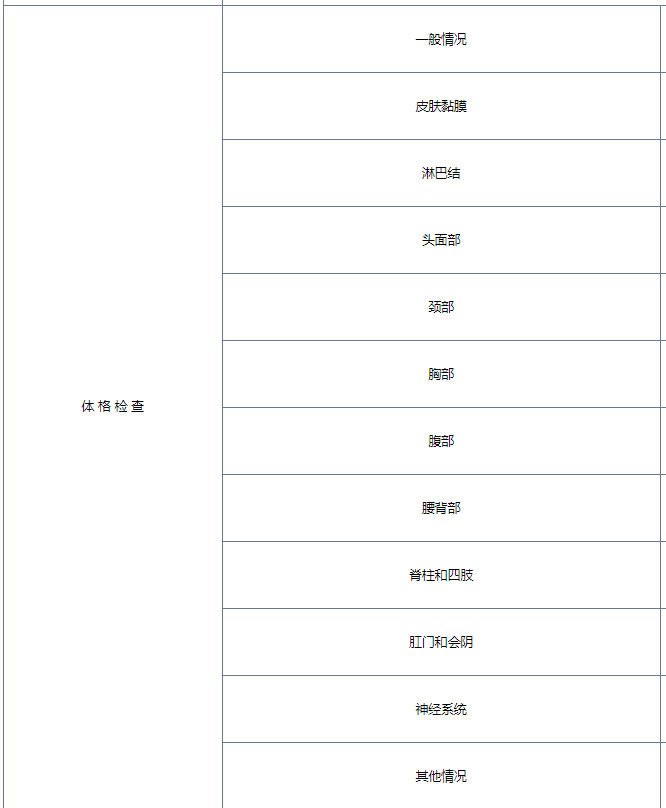 一般情况
皮肤黏膜
淋巴结
头面部
颈部
胸部
体格检查
腹部
腰背部
脊柱和四肢
肛门和会阴
神经系统
其他情况